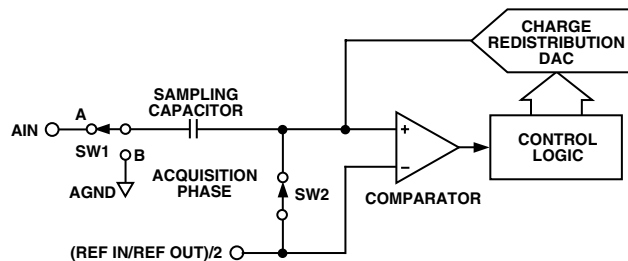 CHARGE
REDISTRIBUTION
DAC
SAMPLING
CAPACITOR
A
AIN
SW1
B
AGND
ACQUISITION
PHASE
SW2
+
−
COMPARATOR
CONTROL
LOGIC
(REF IN/REF OUT)/2